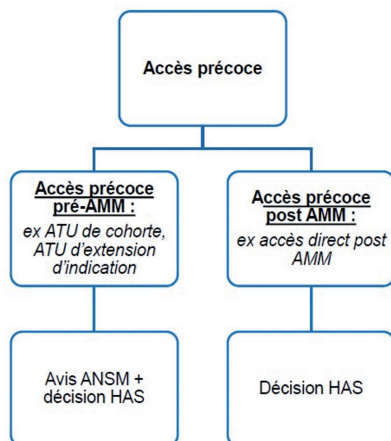 Accès précoce
Accès précoce
pré-AMM :
ex ATU de cohorte,
ATU d'extension
d'indication
Accès précoce
post AMM :
ex accès direct post
AMM
Avis ANSM +
décision HAS
Décision HAS